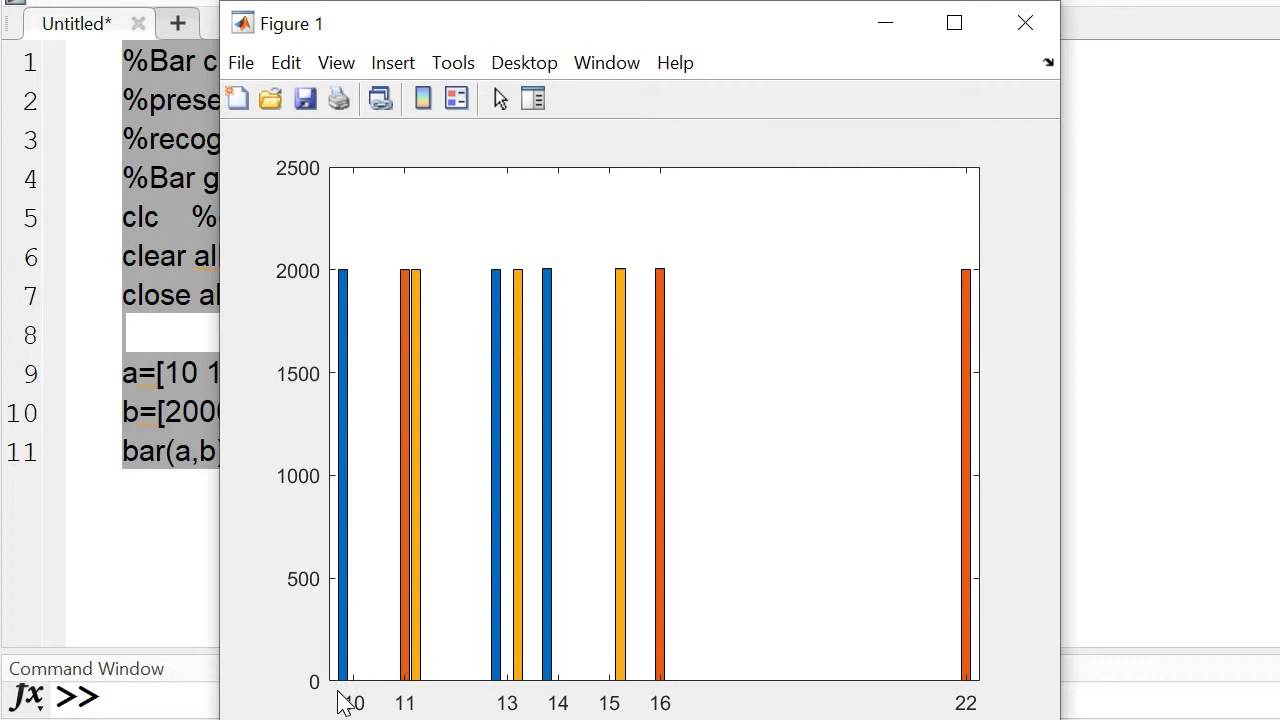 Untitled*
Figure 1
File Edit View Insert Tools Desktop Window Help
1 %Bar c
2 %prese
3 %recog
4 %Bar g
5 clc %
6 clear al
7 close al
8
9 a=[10 1
10 b=[200
11 bar(a,b)
2500
2000
1500
1000
500
0
10 11 13 14 15 16 22
Command Window
fx >>